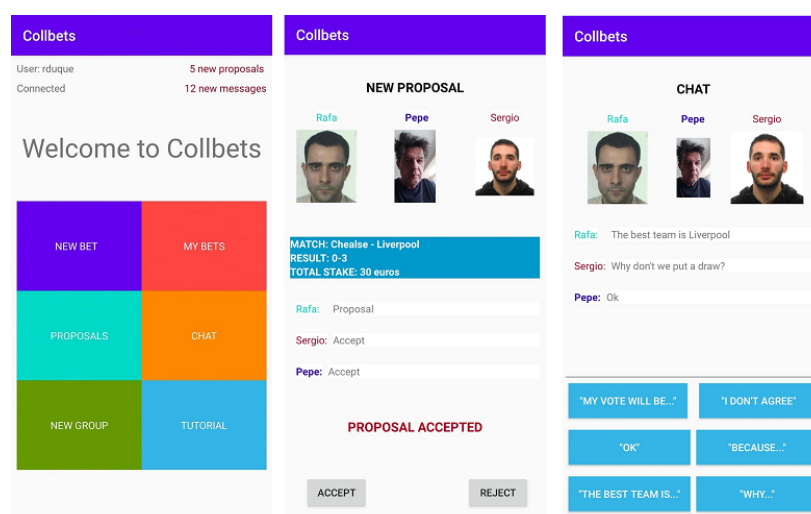 Collbets
User: rduque 5 new proposals
Connected 12 new messages
Welcome to Collbets
NEW BET MY BETS
PROPOSALS CHAT
NEW GROUP TUTORIAL
Collbets
NEW PROPOSAL
Rafa Pepe Sergio
MATCH: Chealse - Liverpool
RESULT: 0-3
TOTAL STAKE: 30 euros
Rafa: Proposal
Sergio: Accept
Pepe: Accept
PROPOSAL ACCEPTED
ACCEPT REJECT
Collbets
CHAT
Rafa Pepe Sergio
Rafa: The best team is Liverpool
Sergio: Why don't we put a draw?
Pepe: Ok
"MY VOTE WILL BE..." "I DON'T AGREE"
"OK" "BECAUSE..."
"THE BEST TEAM IS..." "WHY..."